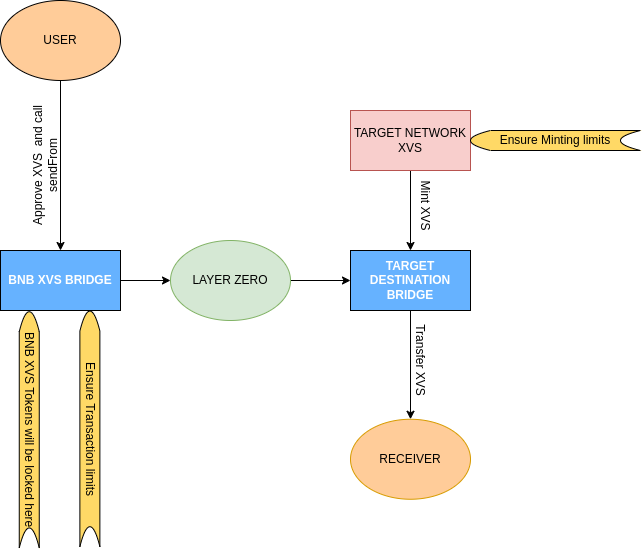 USER
Approve XVS and call
sendFrom
TARGET NETWORK
XVS
Ensure Minting limits
Mint XVS
BNB XVS BRIDGE
LAYER ZERO
TARGET
DESTINATION
BRIDGE
BNB XVS Tokens will be locked here
Ensure Transaction limits
Transfer XVS
RECEIVER